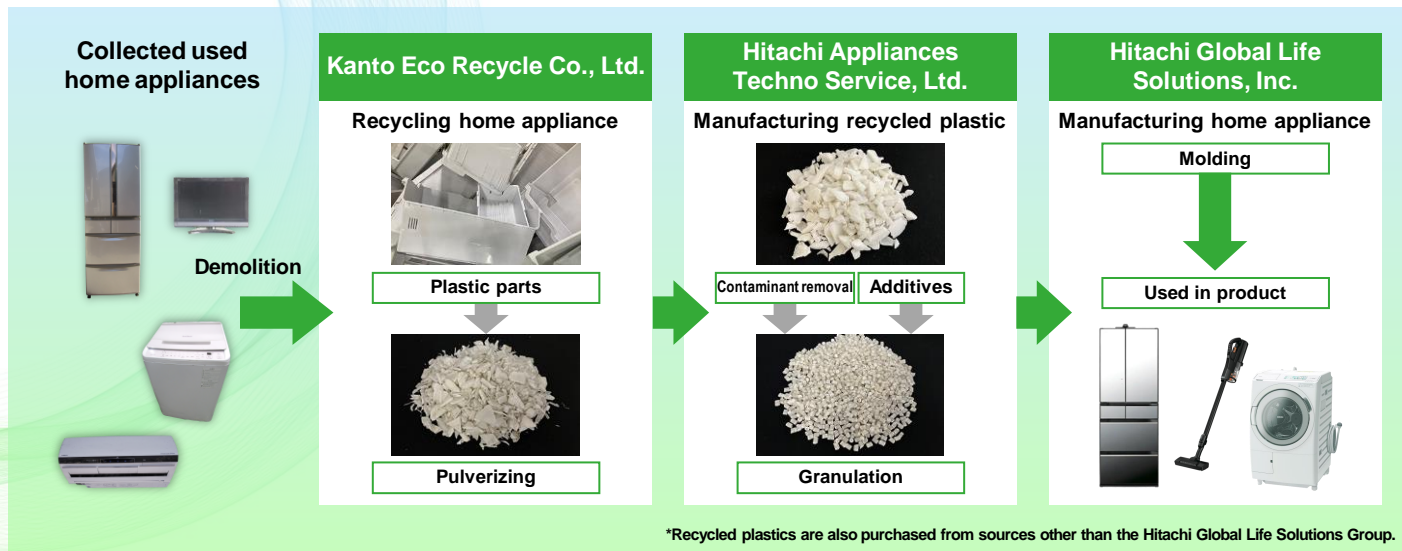 Collected used
home appliances
Demolition
Kanto Eco Recycle Co., Ltd.
Recycling home appliance
Plastic parts
Pulverizing
Hitachi Appliances
Techno Service, Ltd.
Manufacturing recycled plastic
Contaminant removal
Additives
Granulation
Hitachi Global Life
Solutions, Inc.
Manufacturing home appliance
Molding
Used in product
*Recycled plastics are also purchased from sources other than the Hitachi Global Life Solutions Group.